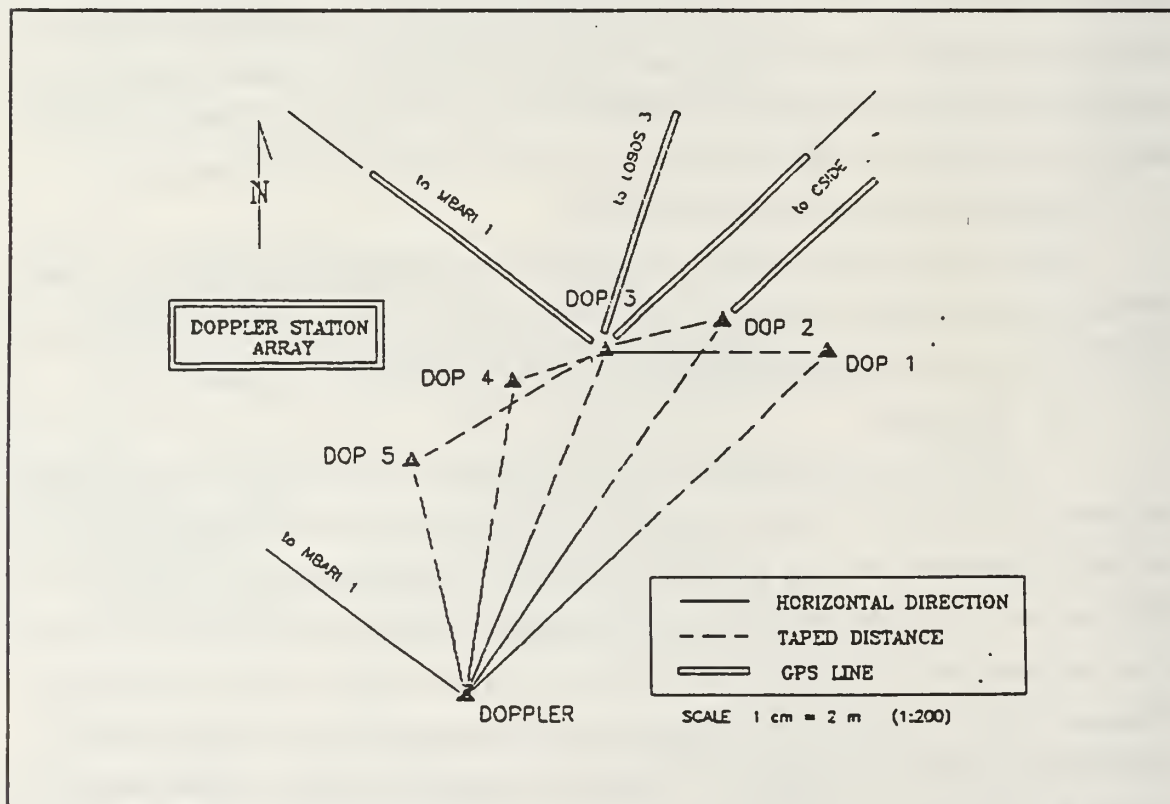 to MBARI 1
to LOBOS 3
to CSIDE
N
DOPPLER STATION
ARRAY
DOP 3
DOP 2
DOP 1
DOP 4
DOP 5
to MBARI 1
DOPPLER
HORIZONTAL DIRECTION
TAPED DISTANCE
GPS LINE
SCALE 1 cm = 2 m (1:200)